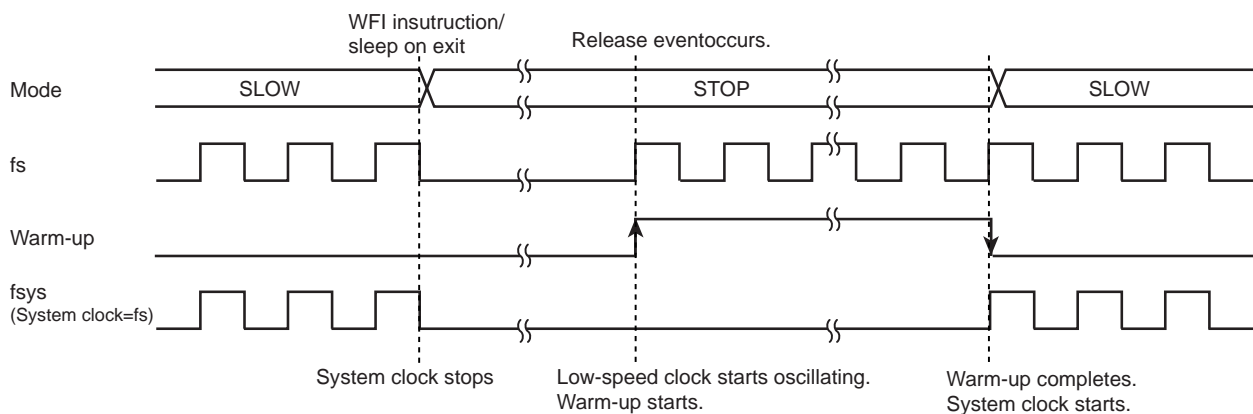 WFI insutruction/
sleep on exit
Release eventoccurs.
Mode
SLOW
STOP
SLOW
fs
Warm-up
fsys
(System clock=fs)
System clock stops
Low-speed clock starts oscillating.
Warm-up starts.
Warm-up completes.
System clock starts.